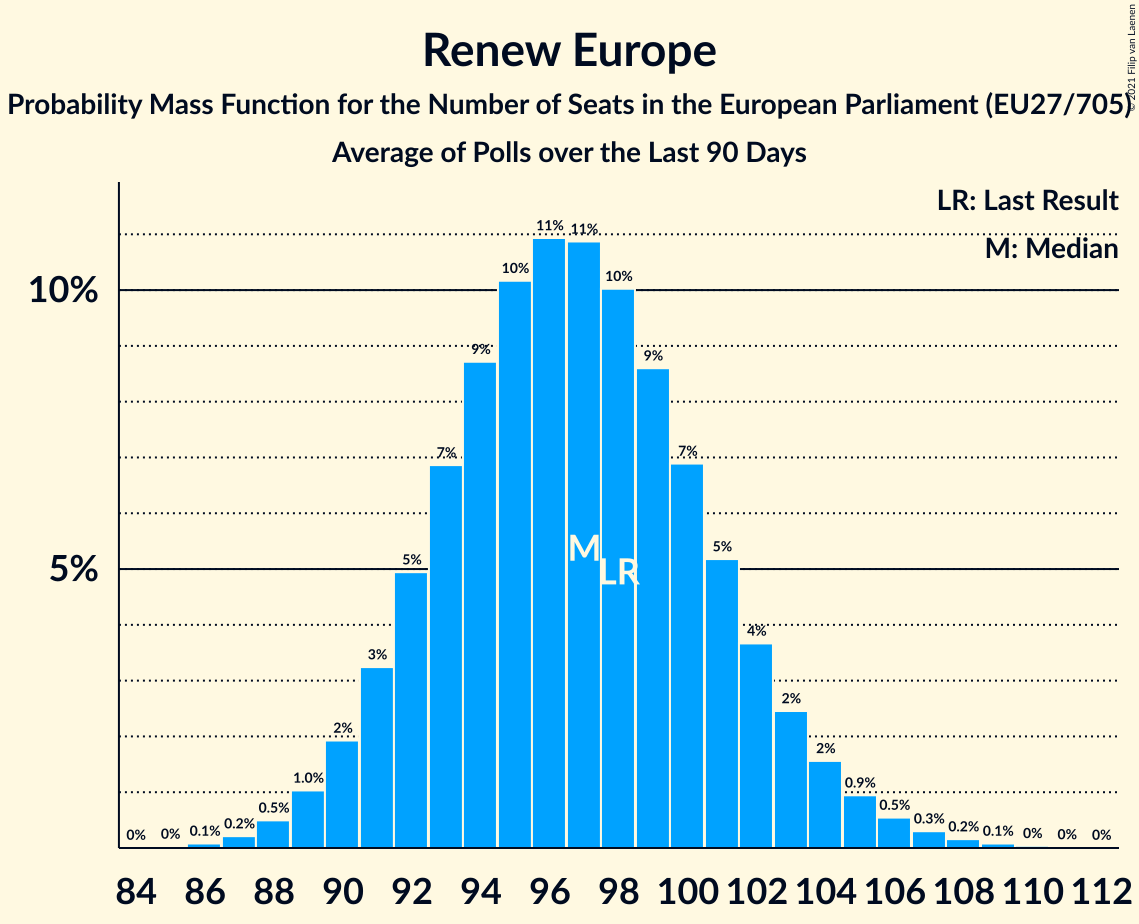 Renew Europe
Probability Mass Function for the Number of Seats in the European Parliament (EU27/705)
Average of Polls over the Last 90 Days
© 2021 Filip van Laenen
LR: Last Result
M: Median
10%
5%
0% 0% 0.1% 0.2% 0.5% 1.0% 2% 3% 5% 7% 9% 10% 11% 11% 10% 9% 7% 5% 4% 2% 2% 0.9% 0.5% 0.3% 0.2% 0.1% 0% 0% 0%
M
LR
84 86 88 90 92 94 96 98 100 102 104 106 108 110 112